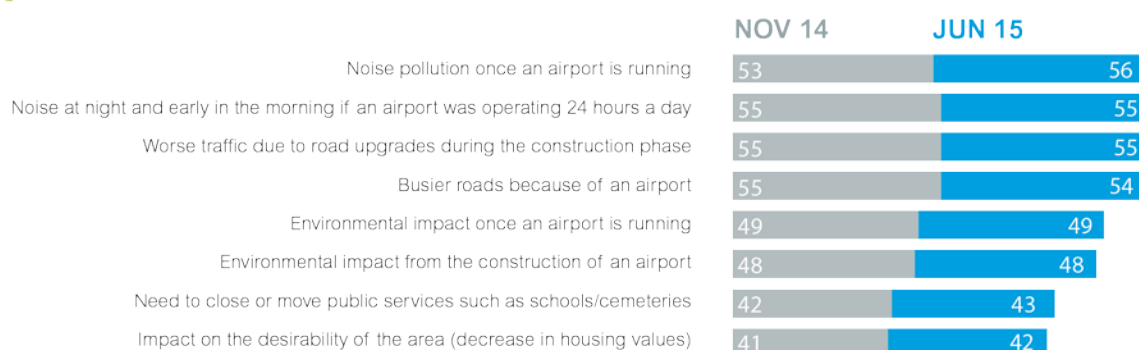 NOV 14 JUN 15
Noise pollution once an airport is running 53 56
Noise at night and early in the morning if an airport was operating 24 hours a day 55 55
Worse traffic due to road upgrades during the construction phase 55 55
Busier roads because of an airport 55 54
Environmental impact once an airport is running 49 49
Environmental impact from the construction of an airport 48 48
Need to close or move public services such as schools/cemeteries 42 43
Impact on the desirability of the area (decrease in housing values) 41 42